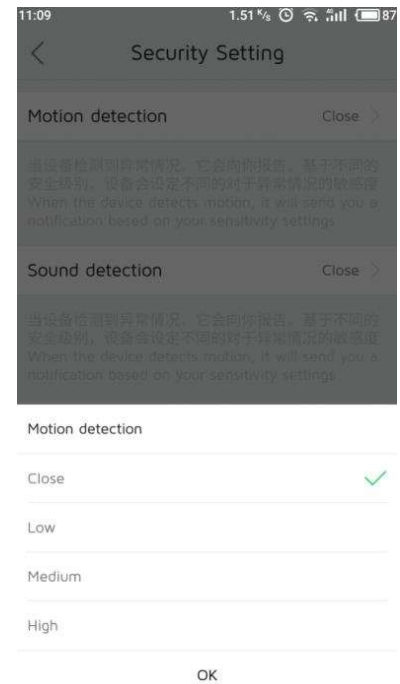 11:09
1.51 ᴷ/s
87
Security Setting
Motion detection
Close
当设备检测到异常情况，它会向你报告。基于不同的
安全级别，设备会设定不同的对于异常情况的敏感度
When the device detects motion, it will send you a
notification based on your sensitivity settings
Sound detection
Close
当设备检测到异常情况，它会向你报告。基于不同的
安全级别，设备会设定不同的对于异常情况的敏感度
When the device detects motion, it will send you a
notification based on your sensitivity settings
Motion detection
Close
Low
Medium
High
OK